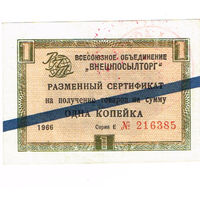 1
ВСЕСОЮЗНОЕ ОБЪЕДИНЕНИЕ
„ВНЕШПОСЫЛТОРГ"
1
РАЗМЕННЫЙ СЕРТИФИКАТ
на получение товаров на сумму
ОДНА КОПЕЙКА
1966 Серия Е № 216385